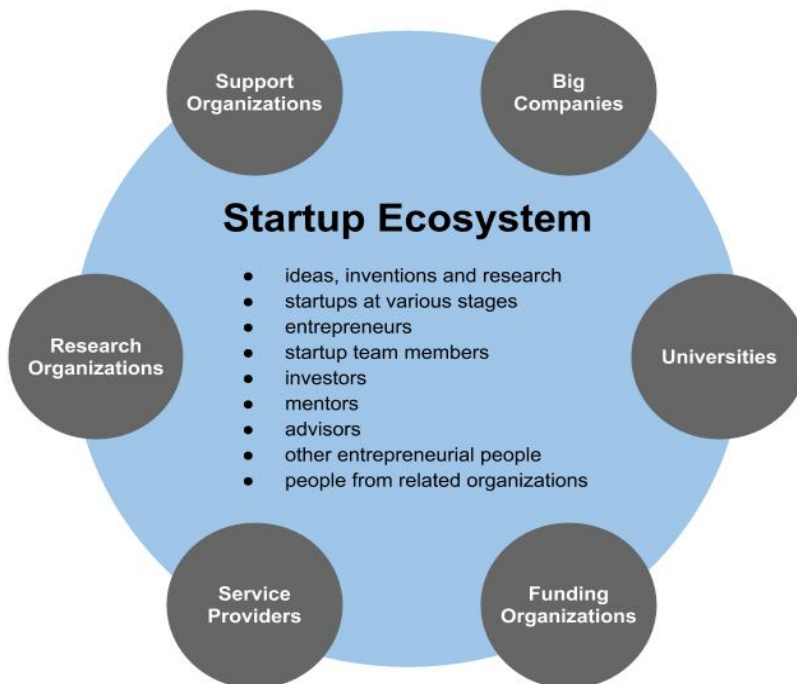 Support
Organizations
Big
Companies
Startup Ecosystem
● ideas, inventions and research
● startups at various stages
● entrepreneurs
● startup team members
● investors
● mentors
● advisors
● other entrepreneurial people
● people from related organizations
Research
Organizations
Universities
Service
Providers
Funding
Organizations